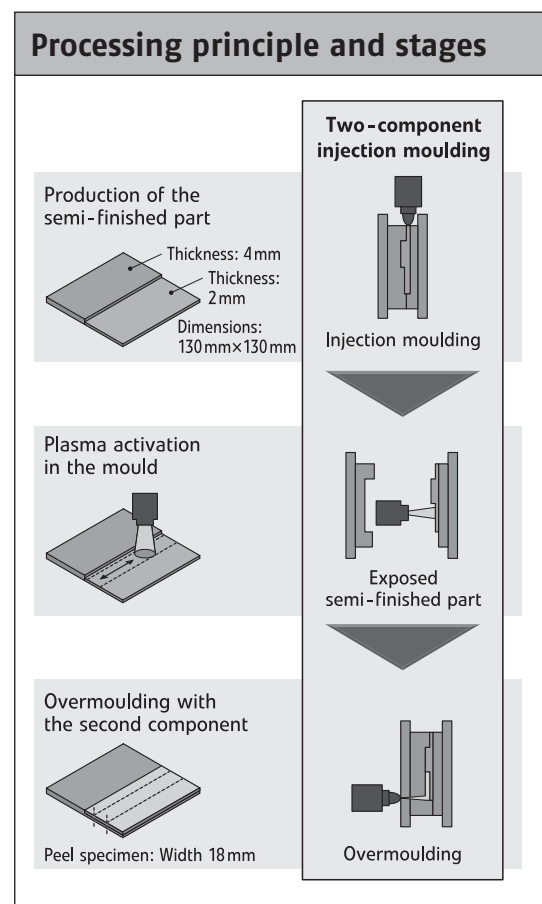 Processing principle and stages
Two-component
injection moulding
Production of the
semi-finished part
Thickness: 4 mm
Thickness:
2 mm
Dimensions:
130 mm×130 mm
Injection moulding
Plasma activation
in the mould
Exposed
semi-finished part
Overmoulding with
the second component
Peel specimen: Width 18 mm
Overmoulding